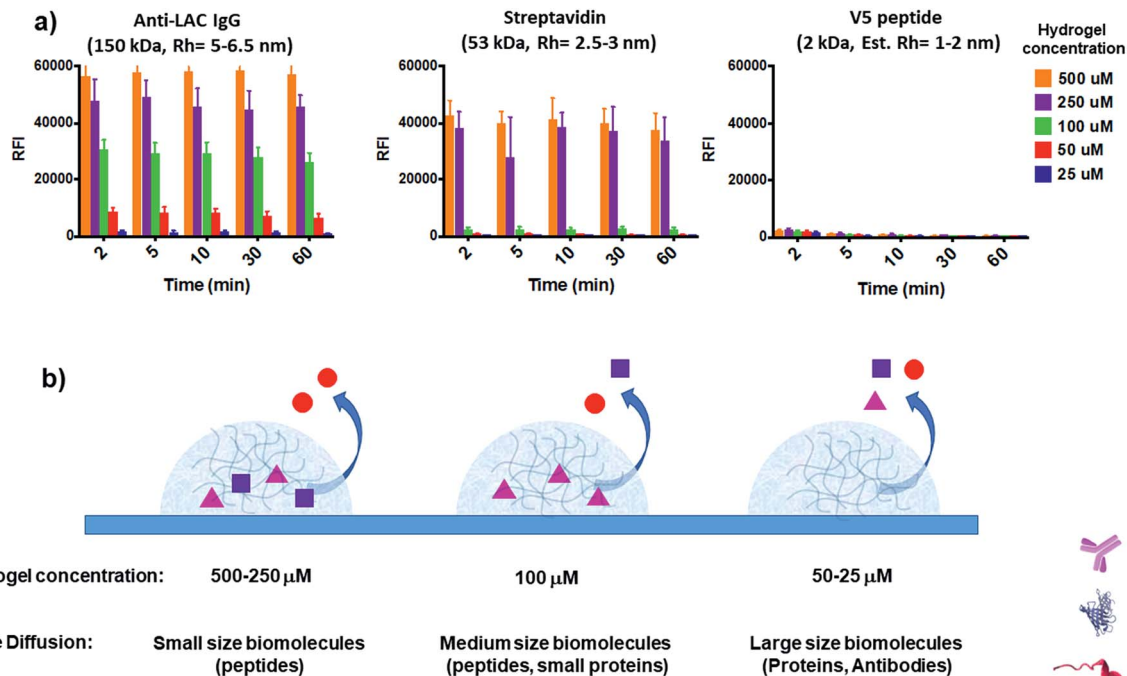 a)
Anti-LAC IgG
(150 kDa, Rh= 5-6.5 nm)
Streptavidin
(53 kDa, Rh= 2.5-3 nm)
V5 peptide
(2 kDa, Est. Rh= 1-2 nm)
Hydrogel
concentration
500 uM
250 uM
100 uM
50 uM
25 uM
RFI
60000
40000
20000
0
2
5
10
30
60
Time (min)
RFI
60000
40000
20000
0
2
5
10
30
60
Time (min)
RFI
60000
40000
20000
0
2
5
10
30
60
Time (min)
b)
ogel concentration:
500-250 μM
100 μM
50-25 μM
e Diffusion:
Small size biomolecules
(peptides)
Medium size biomolecules
(peptides, small proteins)
Large size biomolecules
(Proteins, Antibodies)